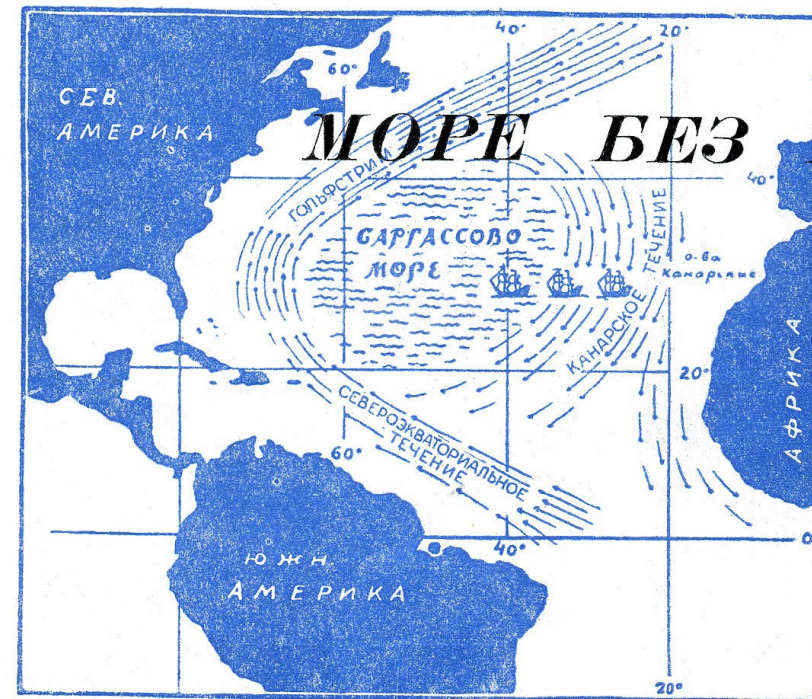 40°
20°
60°
СЕВ.
АМЕРИКА
МОРЕ БЕЗ
ГОЛЬФСТРИМ
40°
САРГАССОВО
МОРЕ
КАНАРСКОЕ ТЕЧЕНИЕ
о-ва
Канарские
20°
АФРИКА
СЕВЕРОЭКВАТОРИАЛЬНОЕ
ТЕЧЕНИЕ
60°
40°
0
ЮЖН.
АМЕРИКА
20°